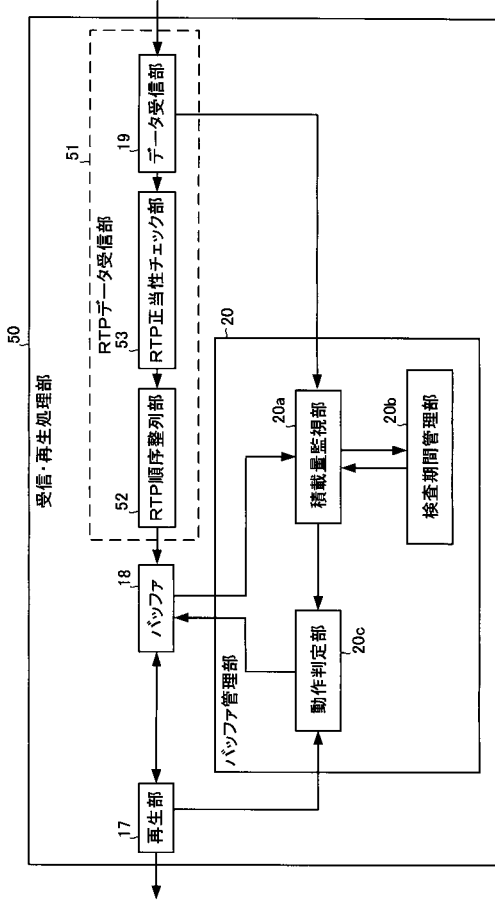 50
受信・再生処理部
51
RTPデータ受信部
17
再生部
18
バッファ
52
RTP順序整列部
53
RTP正当性チェック部
19
データ受信部
20
バッファ管理部
20a
積載量監視部
20b
検査期間管理部
20c
動作判定部